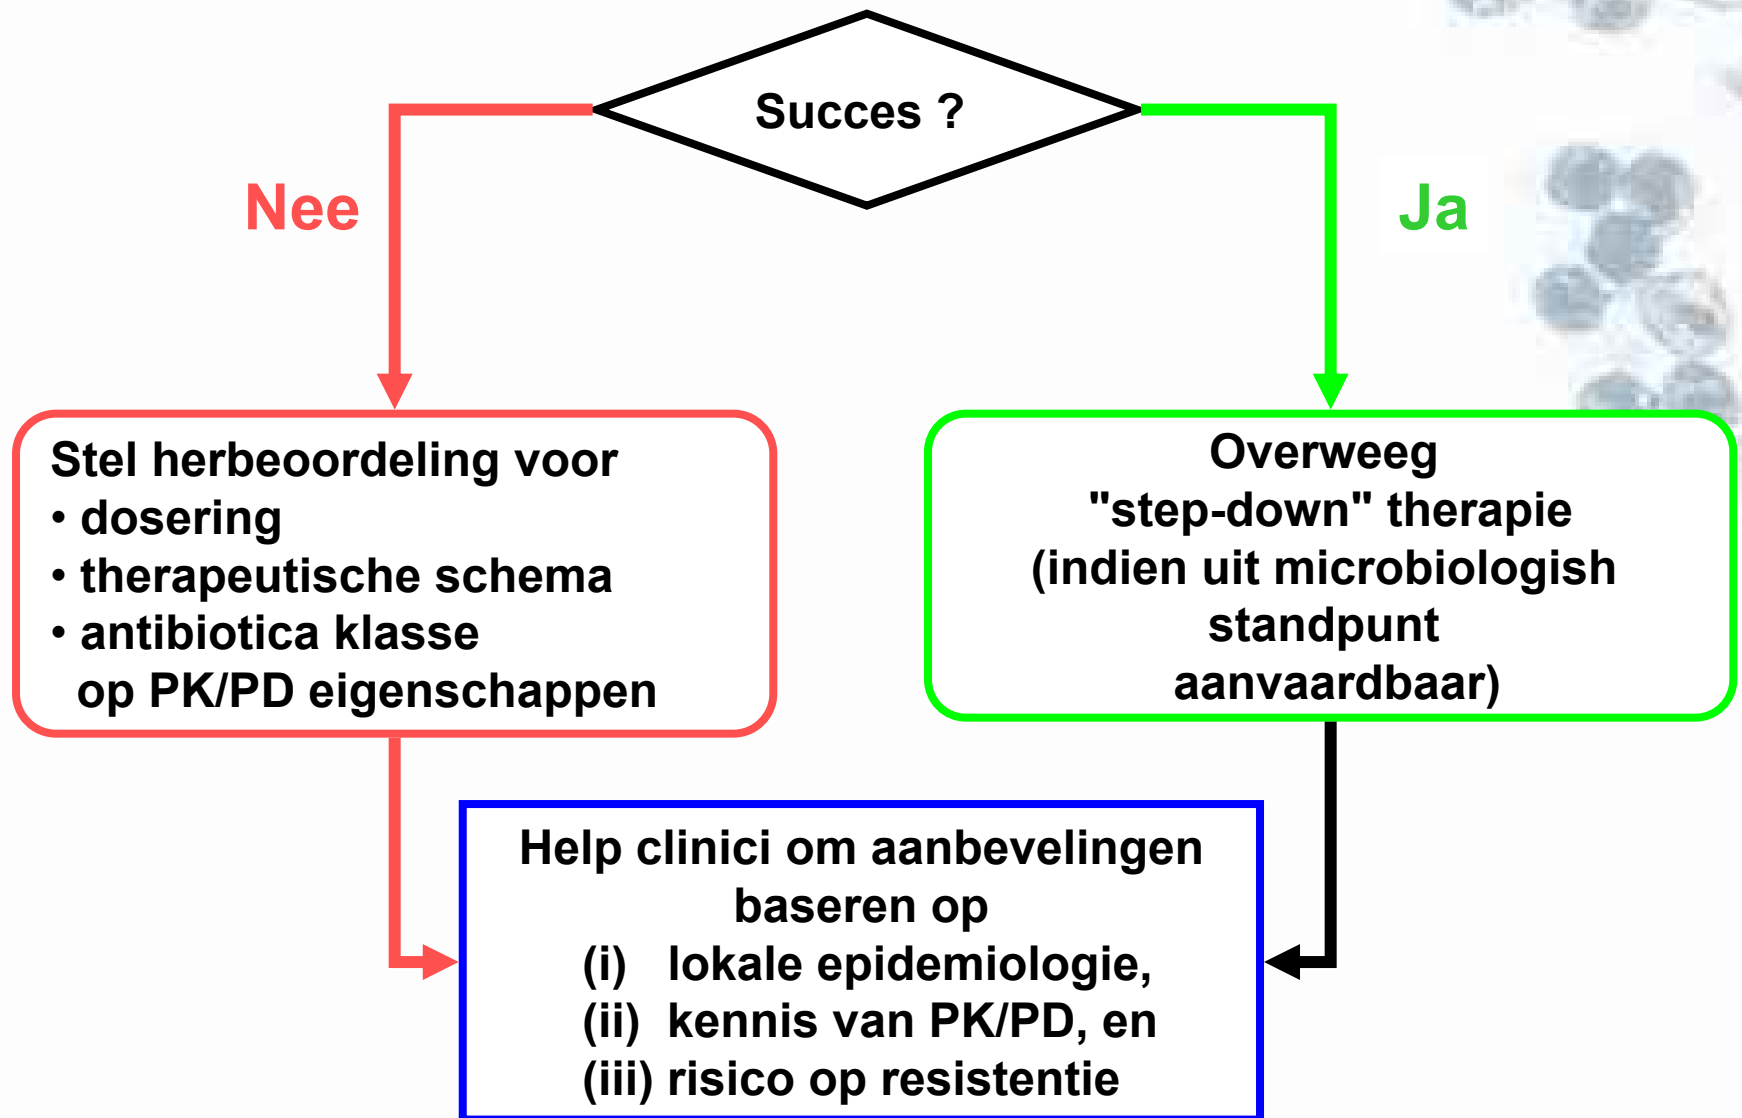 Succes ?
Nee
Ja
Stel herbeoordeling voor
• dosering
• therapeutische schema
• antibiotica klasse
op PK/PD eigenschappen
Overweeg
"step-down" therapie
(indien uit microbiologish
standpunt
aanvaardbaar)
Help clinici om aanbevelingen
baseren op
(i) lokale epidemiologie,
(ii) kennis van PK/PD, en
(iii) risico op resistentie